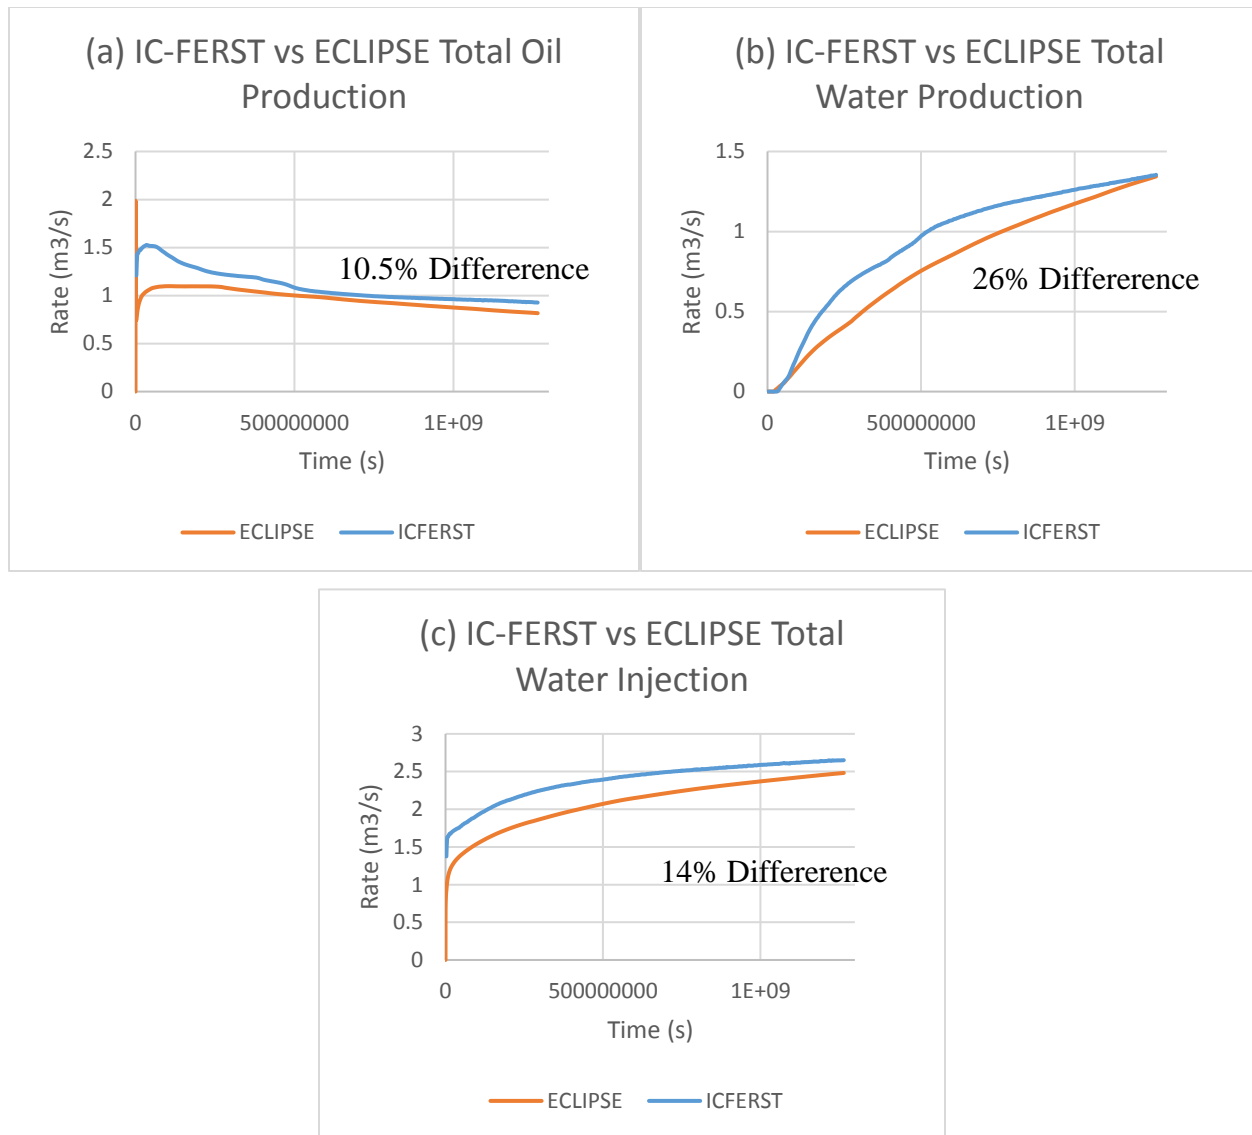 (a) IC-FERST vs ECLIPSE Total Oil
Production
2.5
2
1.5
1
0.5
0
Rate (m3/s)
10.5% Differerence
0 500000000 1E+09
Time (s)
ECLIPSE ICFERST
(b) IC-FERST vs ECLIPSE Total
Water Production
1.5
1
0.5
0
Rate (m3/s)
26% Differerence
0 500000000 1E+09
Time (s)
ECLIPSE ICFERST
(c) IC-FERST vs ECLIPSE Total
Water Injection
3
2.5
2
1.5
1
0.5
0
Rate (m3/s)
14% Differerence
0 500000000 1E+09
Time (s)
ECLIPSE ICFERST